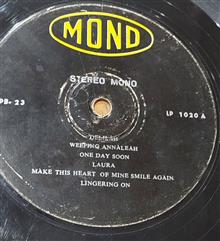 MOND
STEREO MONO
PB- 23
LP 1020 A
DELILAH
WEEPING ANNALEAH
ONE DAY SOON
LAURA
MAKE THIS HEART OF MINE SMILE AGAIN
LINGERING ON